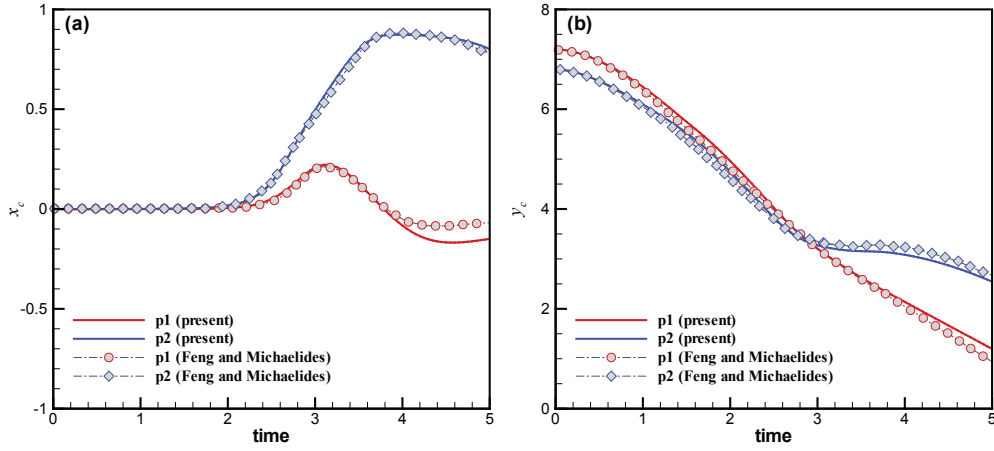 (a)
1
0.5
0
-0.5
-1
x_c
p1 (present)
p2 (present)
p1 (Feng and Michaelides)
p2 (Feng and Michaelides)
0 1 2 3 4 5
time
(b)
8
6
4
2
0
y_c
p1 (present)
p2 (present)
p1 (Feng and Michaelides)
p2 (Feng and Michaelides)
0 1 2 3 4 5
time